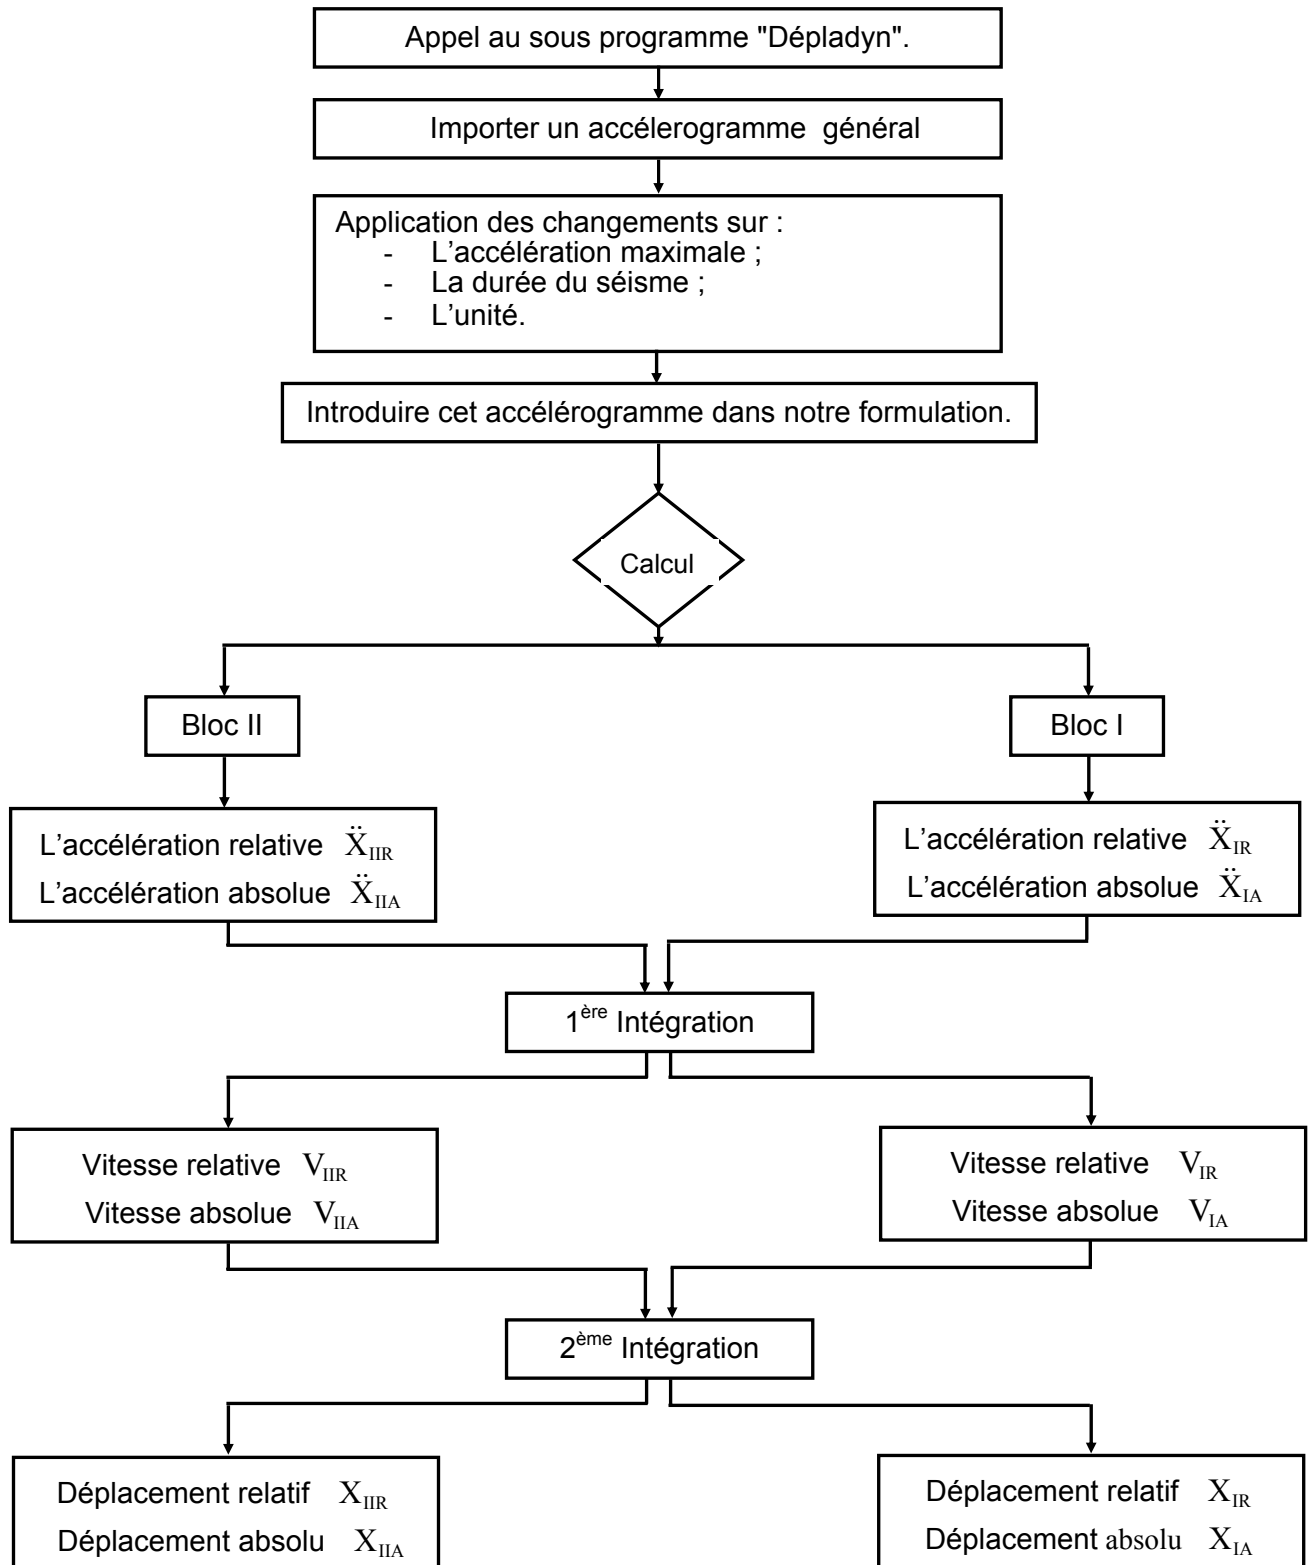 Appel au sous programme "Dépladyn".
Importer un accélerogramme général
Application des changements sur :
- L'accélération maximale ;
- La durée du séisme ;
- L'unité.
Introduire cet accélérogramme dans notre formulation.
Calcul
Bloc II
Bloc I
L'accélération relative Ẍ_IIR
L'accélération absolue Ẍ_IIA
L'accélération relative Ẍ_IR
L'accélération absolue Ẍ_IA
1ère Intégration
Vitesse relative V_IIR
Vitesse absolue V_IIA
Vitesse relative V_IR
Vitesse absolue V_IA
2ème Intégration
Déplacement relatif X_IIR
Déplacement absolu X_IIA
Déplacement relatif X_IR
Déplacement absolu X_IA